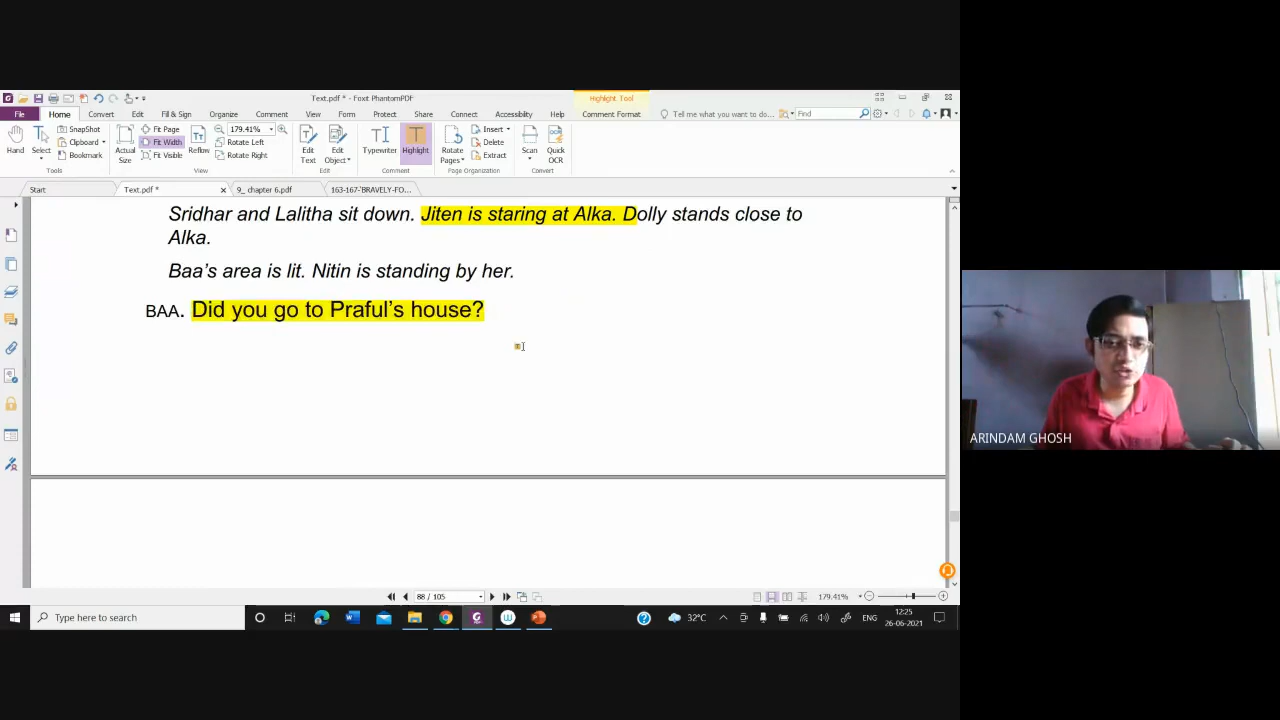 Text.pdf * - Foxit PhantomPDF
Highlight Tool
File Home Convert Edit Fill & Sign Organize Comment View Form Protect Share Connect Accessibility Help Comment Format Tell me what you want to do... Find
SnapShot Fit Page 179.41% Insert
Clipboard Fit Width Rotate Left Delete
Bookmark Fit Visible Rotate Right Extract
Hand Select Actual Size Reflow Edit Text Edit Object Typewriter Highlight Rotate Pages Scan Quick OCR
Tools View Edit Comment Page Organization Convert
Start Text.pdf * 9_ chapter 6.pdf 163-167-'BRAVELY-FO...
Sridhar and Lalitha sit down. Jiten is staring at Alka. Dolly stands close to
Alka.
Baa's area is lit. Nitin is standing by her.
BAA. Did you go to Praful's house?
ARINDAM GHOSH
88 / 105 179.41%
Type here to search 32°C ENG 12:25
26-06-2021